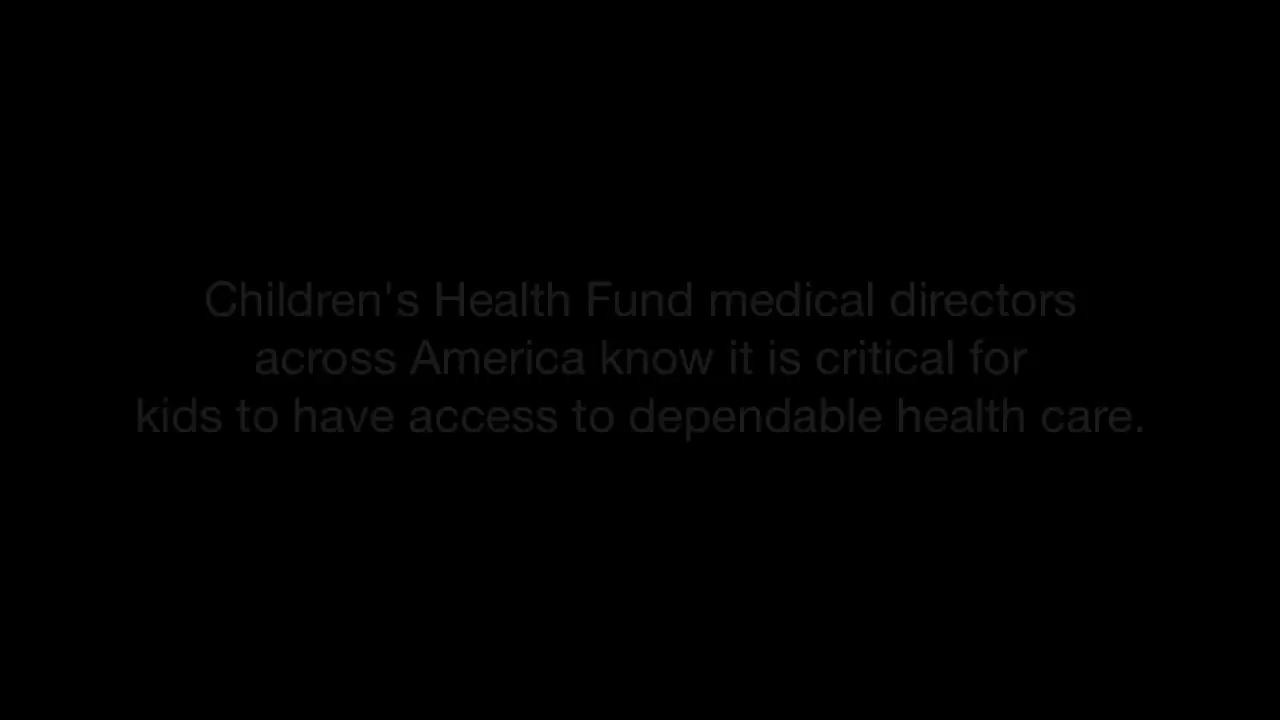 Children's Health Fund medical directors
across America know it is critical for
kids to have access to dependable health care.